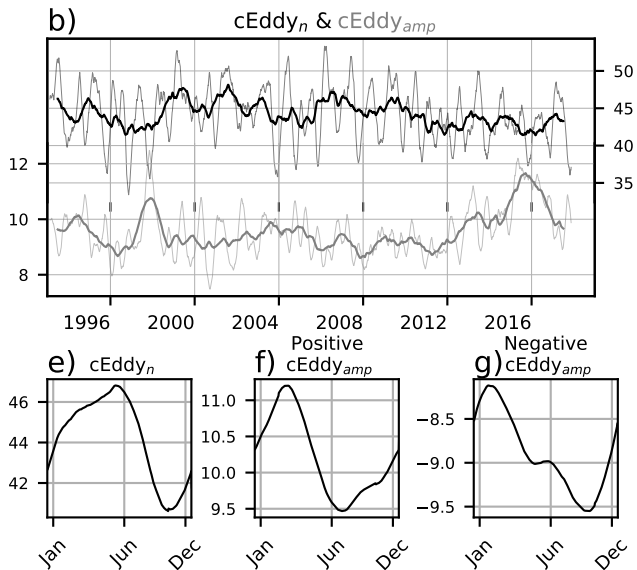 b) cEddy_n & cEddy_amp
50
45
40
35
12
10
8
1996 2000 2004 2008 2012 2016
e) cEddy_n
46
44
42
Jan Jun Dec
f) Positive
cEddy_amp
11.0
10.5
10.0
9.5
Jan Jun Dec
g) Negative
cEddy_amp
−8.5
−9.0
−9.5
Jan Jun Dec